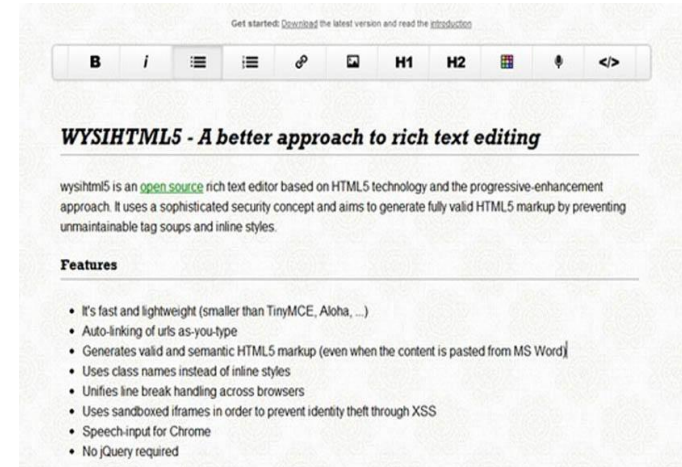 Get started: Download the latest version and read the introduction
B i H1 H2 </>
WYSIHTML5 - A better approach to rich text editing
wysihtml5 is an open source rich text editor based on HTML5 technology and the progressive-enhancement
approach. It uses a sophisticated security concept and aims to generate fully valid HTML5 markup by preventing
unmaintainable tag soups and inline styles.
Features
• It's fast and lightweight (smaller than TinyMCE, Aloha, ...)
• Auto-linking of urls as-you-type
• Generates valid and semantic HTML5 markup (even when the content is pasted from MS Word)
• Uses class names instead of inline styles
• Unifies line break handling across browsers
• Uses sandboxed iframes in order to prevent identity theft through XSS
• Speech-input for Chrome
• No jQuery required